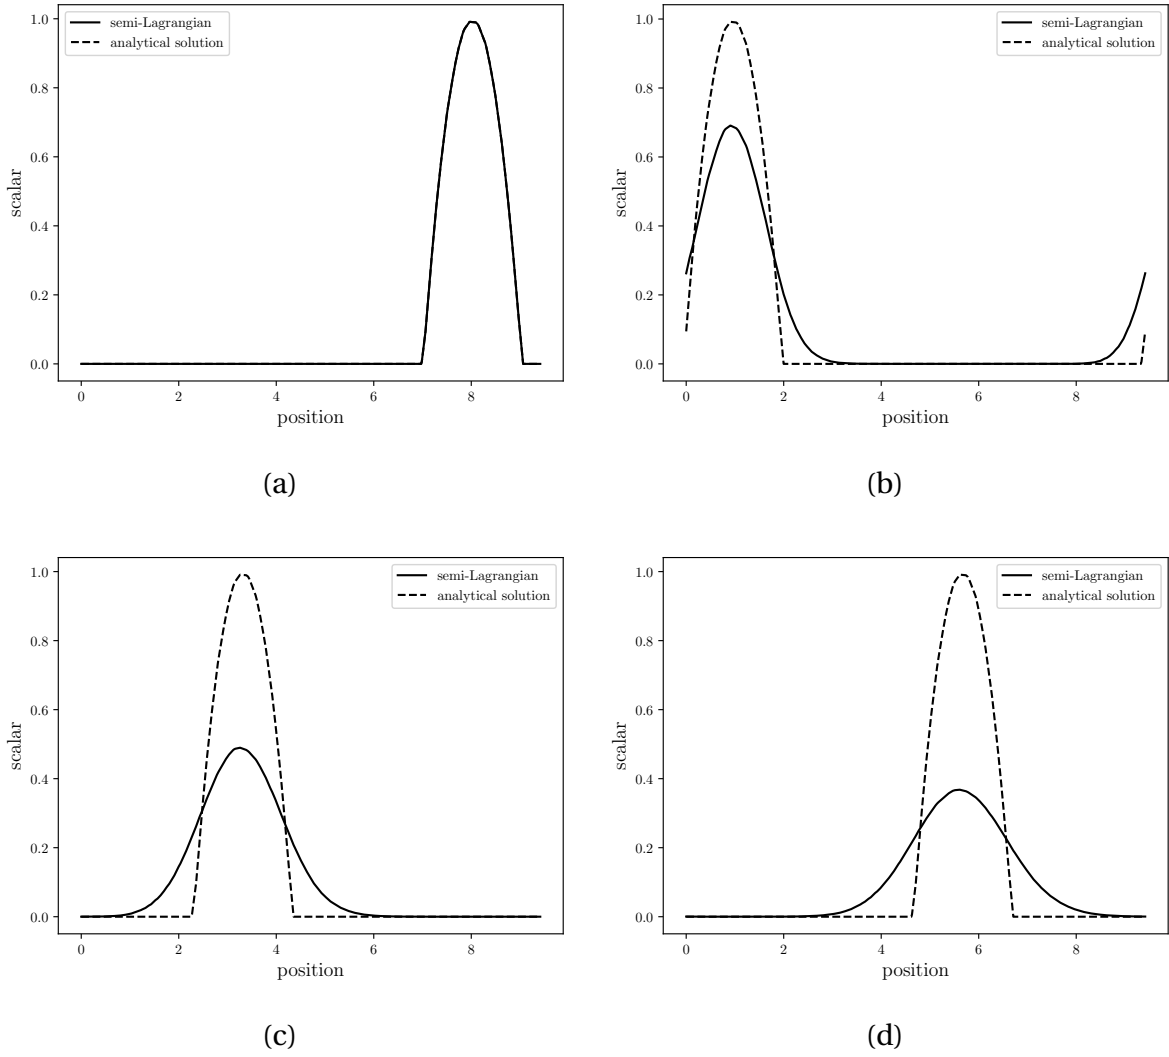 semi-Lagrangian
analytical solution
1.0
0.8
0.6
0.4
0.2
0.0
scalar
0 2 4 6 8
position
(a)
semi-Lagrangian
analytical solution
1.0
0.8
0.6
0.4
0.2
0.0
scalar
0 2 4 6 8
position
(b)
semi-Lagrangian
analytical solution
1.0
0.8
0.6
0.4
0.2
0.0
scalar
0 2 4 6 8
position
(c)
semi-Lagrangian
analytical solution
1.0
0.8
0.6
0.4
0.2
0.0
scalar
0 2 4 6 8
position
(d)